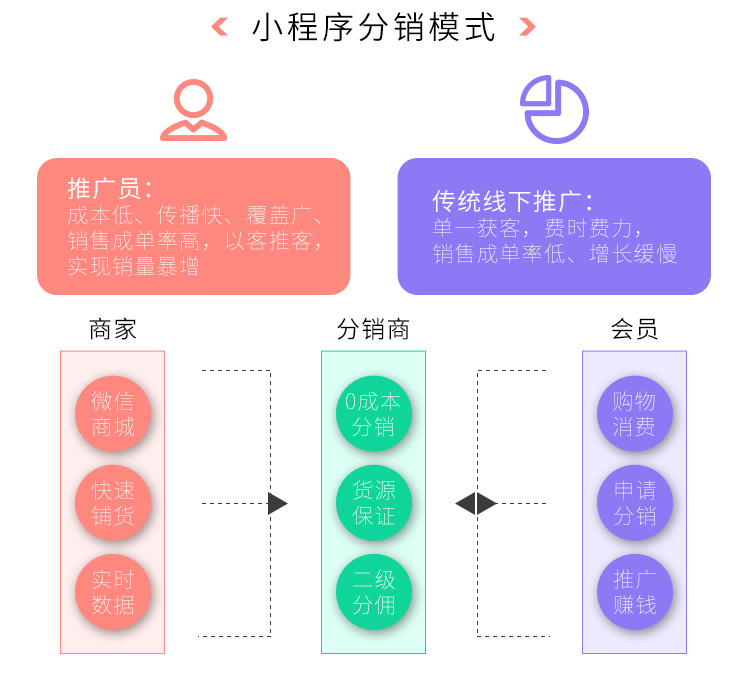 小程序分销模式
推广员：
成本低、传播快、覆盖广、
销售成单率高，以客推客，
实现销量暴增
传统线下推广：
单一获客，费时费力，
销售成单率低、增长缓慢
商家
微信
商城
快速
铺货
实时
数据
分销商
0成本
分销
货源
保证
二级
分佣
会员
购物
消费
申请
分销
推广
赚钱